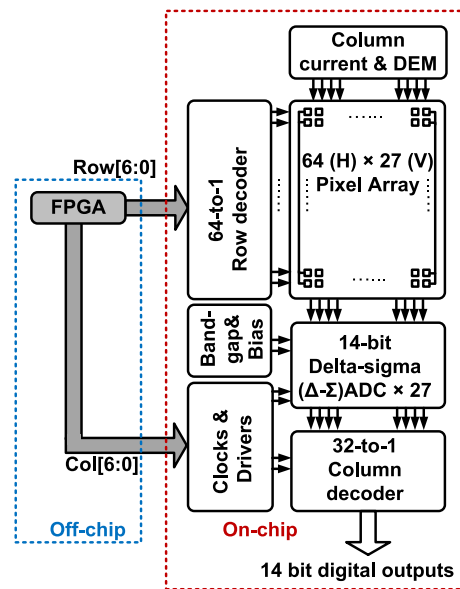 Column
current & DEM
Row[6:0]
FPGA
64-to-1
Row decoder
......
......
64 (H) × 27 (V)
Pixel Array
......
......
......
Band-
gap&
Bias
14-bit
Delta-sigma
(Δ-Σ)ADC × 27
Clocks &
Drivers
32-to-1
Column
decoder
Col[6:0]
Off-chip
On-chip
14 bit digital outputs